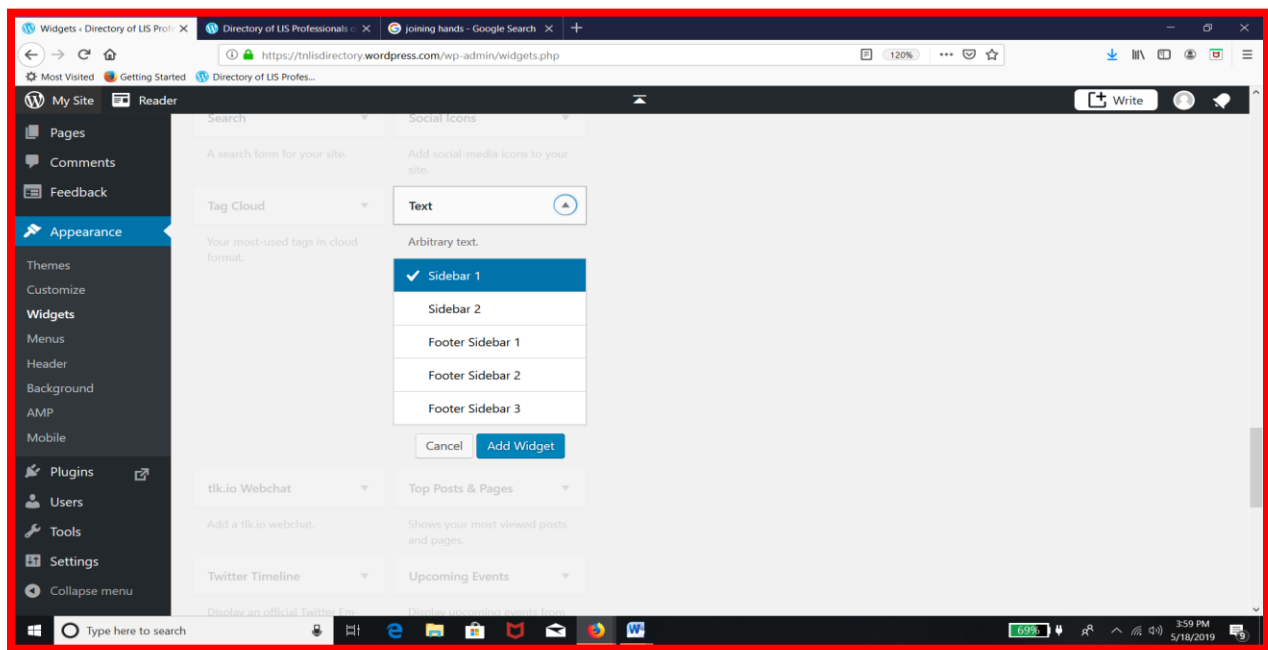 Widgets ‹ Directory of LIS Profe
Directory of LIS Professionals o
joining hands - Google Search
https://tnlisdirectory.wordpress.com/wp-admin/widgets.php
120%
Most Visited
Getting Started
Directory of LIS Profes...
My Site
Reader
Write
Pages
Comments
Feedback
Appearance
Themes
Customize
Widgets
Menus
Header
Background
AMP
Mobile
Plugins
Users
Tools
Settings
Collapse menu
Search
Social Icons
A search form for your site.
Add social-media icons to your
site.
Tag Cloud
Text
Your most-used tags in cloud
format.
Arbitrary text.
Sidebar 1
Sidebar 2
Footer Sidebar 1
Footer Sidebar 2
Footer Sidebar 3
Cancel
Add Widget
tlk.io Webchat
Top Posts & Pages
Add a tlk.io webchat.
Shows your most viewed posts
and pages.
Twitter Timeline
Upcoming Events
Display an official Twitter Em-
Display upcoming events from
Type here to search
69%
3:59 PM
5/18/2019
9